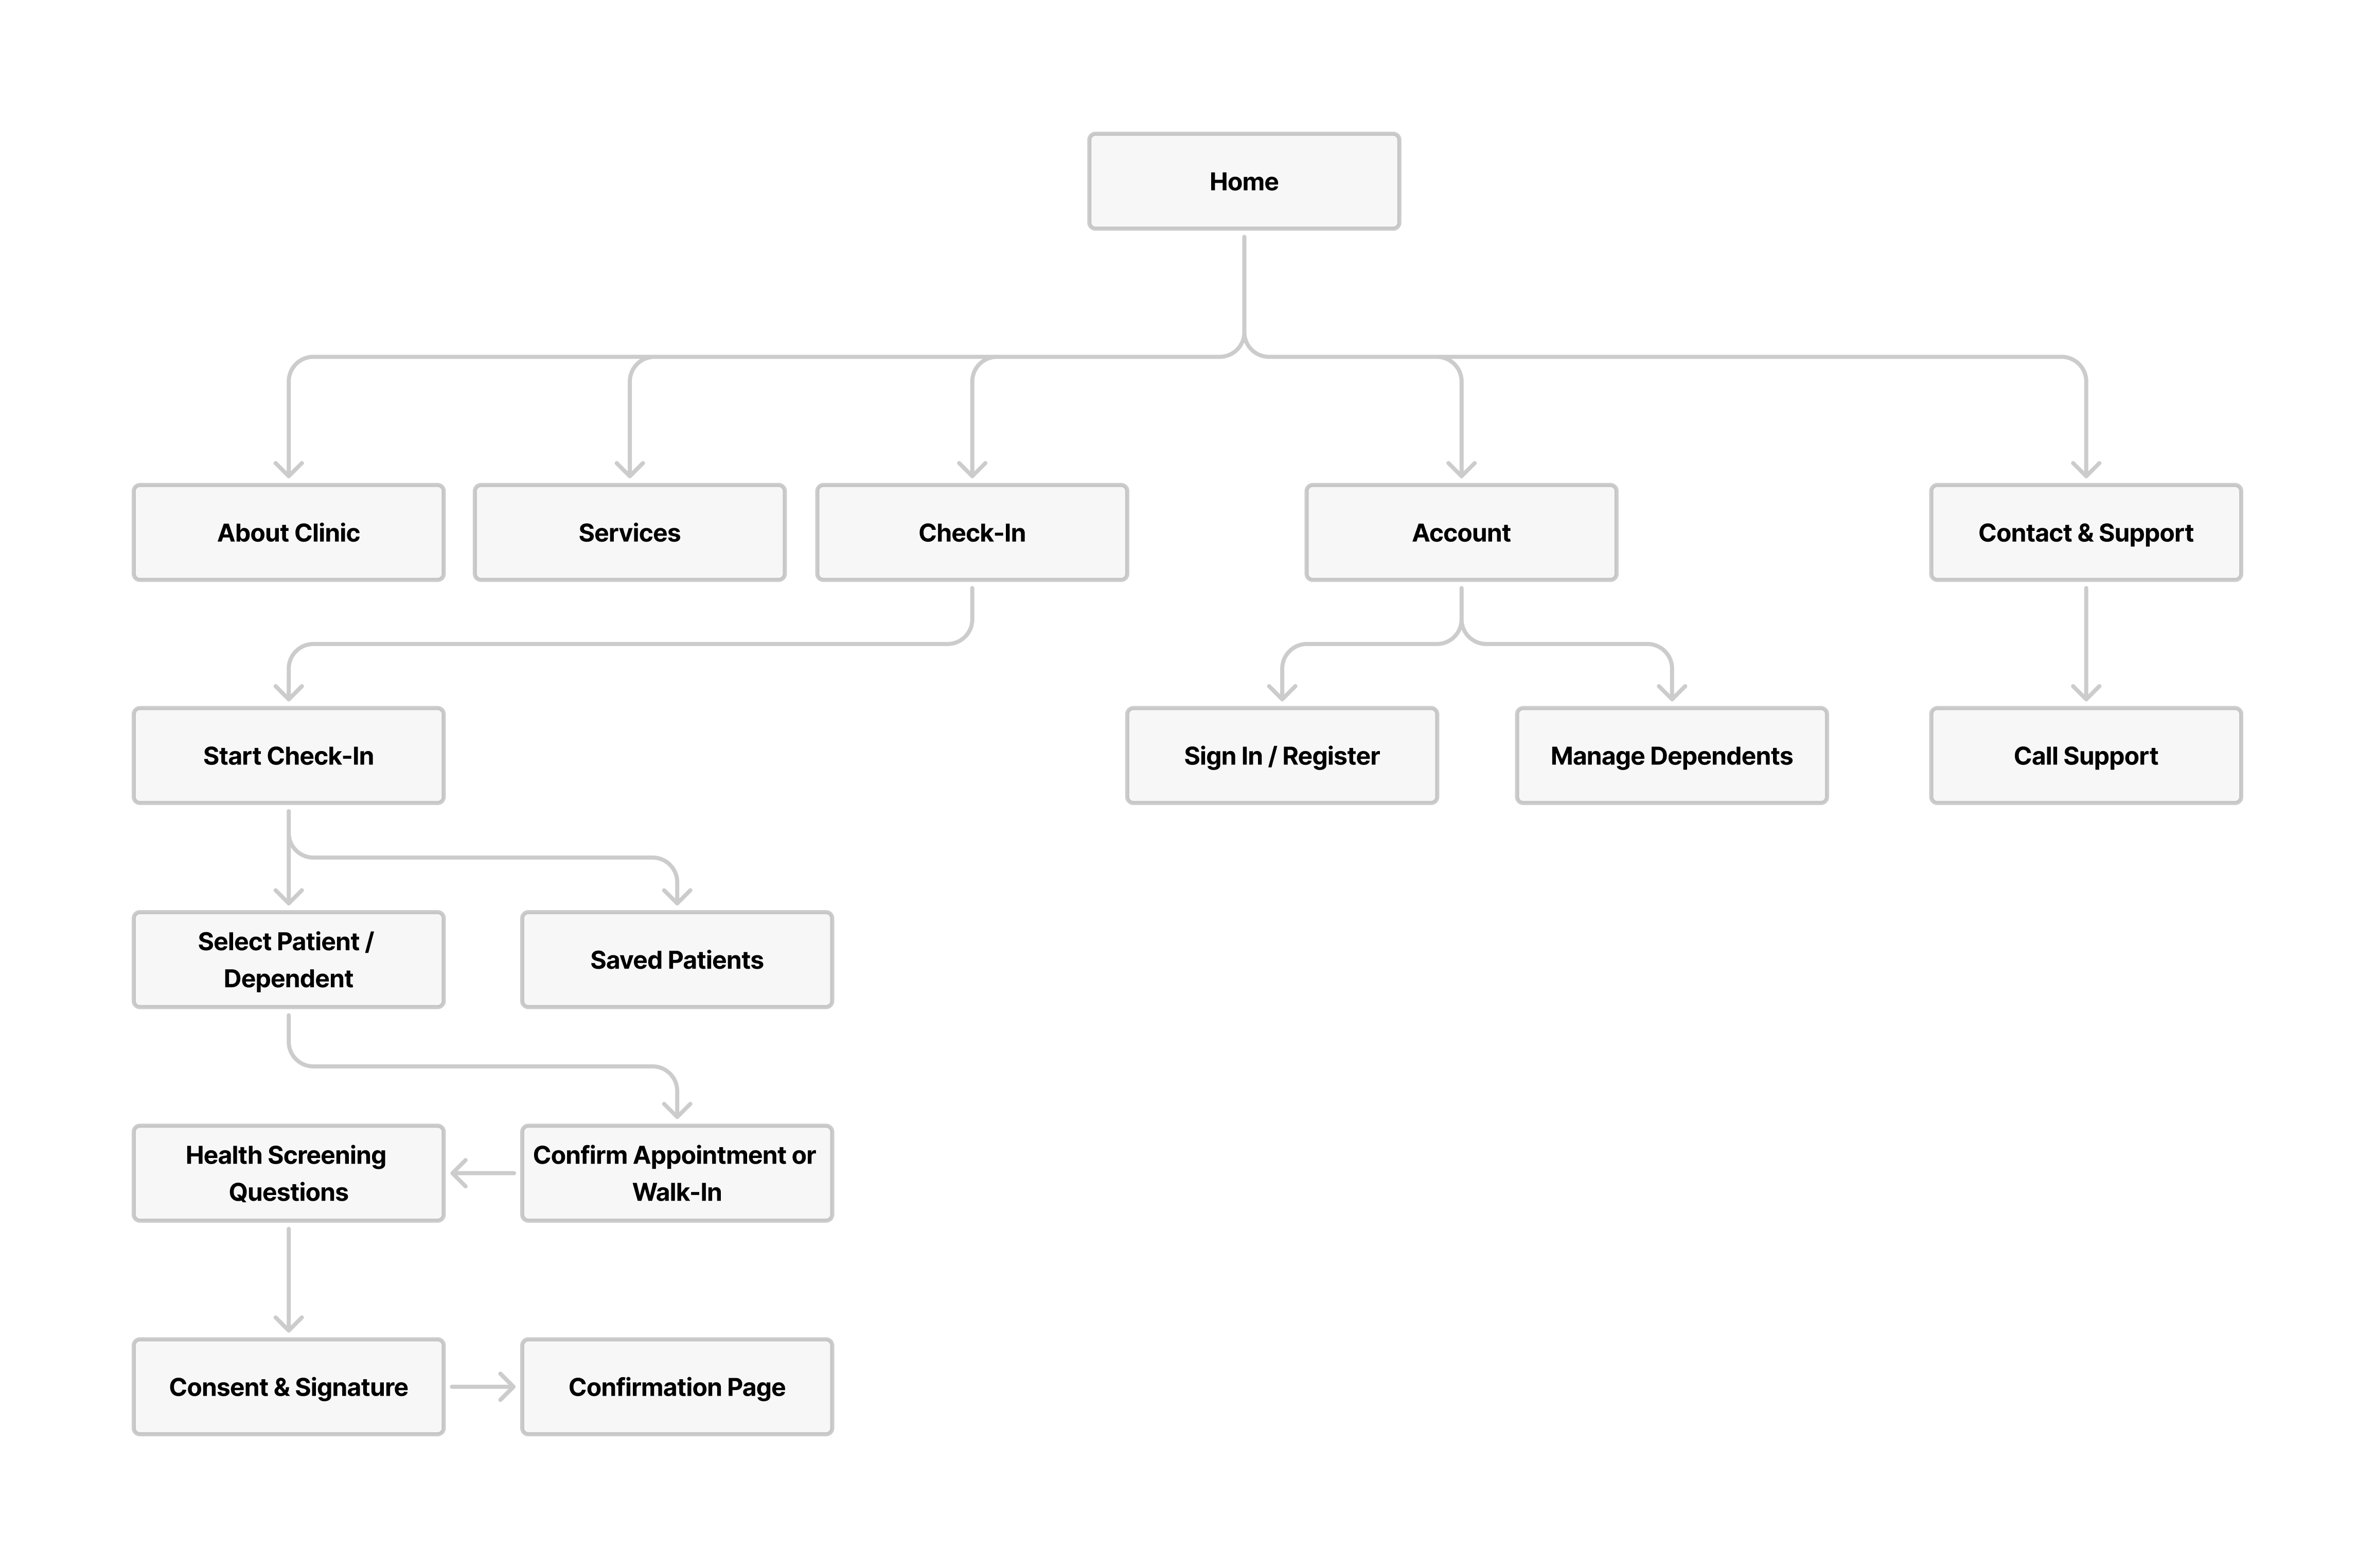 Home
About Clinic
Services
Check-In
Account
Contact & Support
Start Check-In
Sign In / Register
Manage Dependents
Call Support
Select Patient /
Dependent
Saved Patients
Health Screening
Questions
Confirm Appointment or
Walk-In
Consent & Signature
Confirmation Page